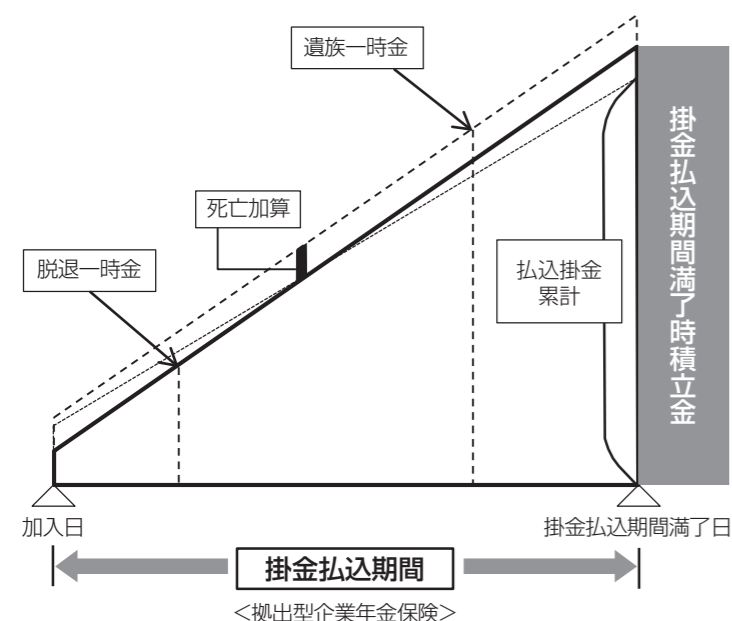 遺族一時金
死亡加算
脱退一時金
払込掛金
累計
掛金払込期間満了時積立金
加入日
掛金払込期間満了日
掛金払込期間
＜拠出型企業年金保険＞